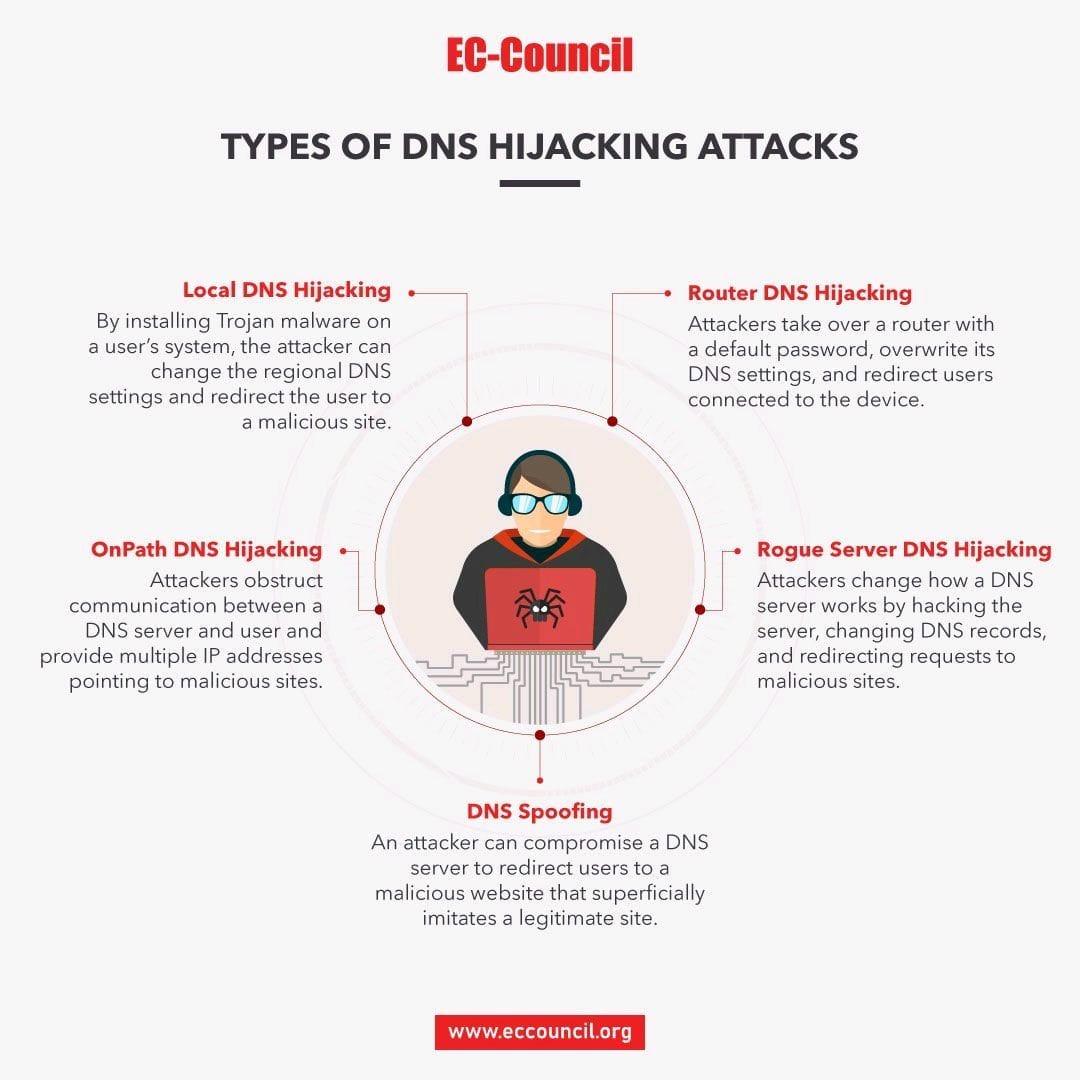 EC-Council
TYPES OF DNS HIJACKING ATTACKS
Local DNS Hijacking
By installing Trojan malware on
a user’s system, the attacker can
change the regional DNS
settings and redirect the user to
a malicious site.
Router DNS Hijacking
Attackers take over a router with
a default password, overwrite its
DNS settings, and redirect users
connected to the device.
OnPath DNS Hijacking
Attackers obstruct
communication between a
DNS server and user and
provide multiple IP addresses
pointing to malicious sites.
Rogue Server DNS Hijacking
Attackers change how a DNS
server works by hacking the
server, changing DNS records,
and redirecting requests to
malicious sites.
DNS Spoofing
An attacker can compromise a DNS
server to redirect users to a
malicious website that superficially
imitates a legitimate site.
www.eccouncil.org